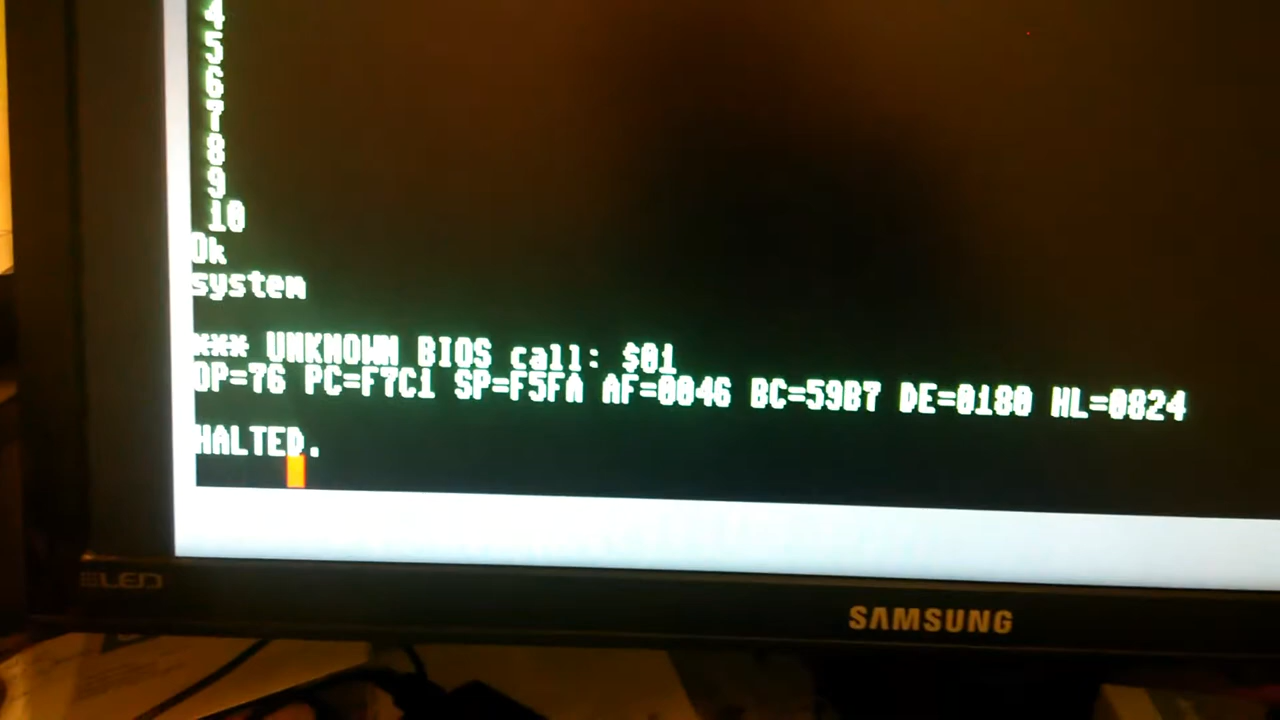 4
5
6
7
8
9
10
Ok
system
*** UNKNOWN BIOS call: $01
OP=76 PC=F7C1 SP=F5FA AF=0046 BC=59B7 DE=0180 HL=0824
HALTED.
LED
SAMSUNG